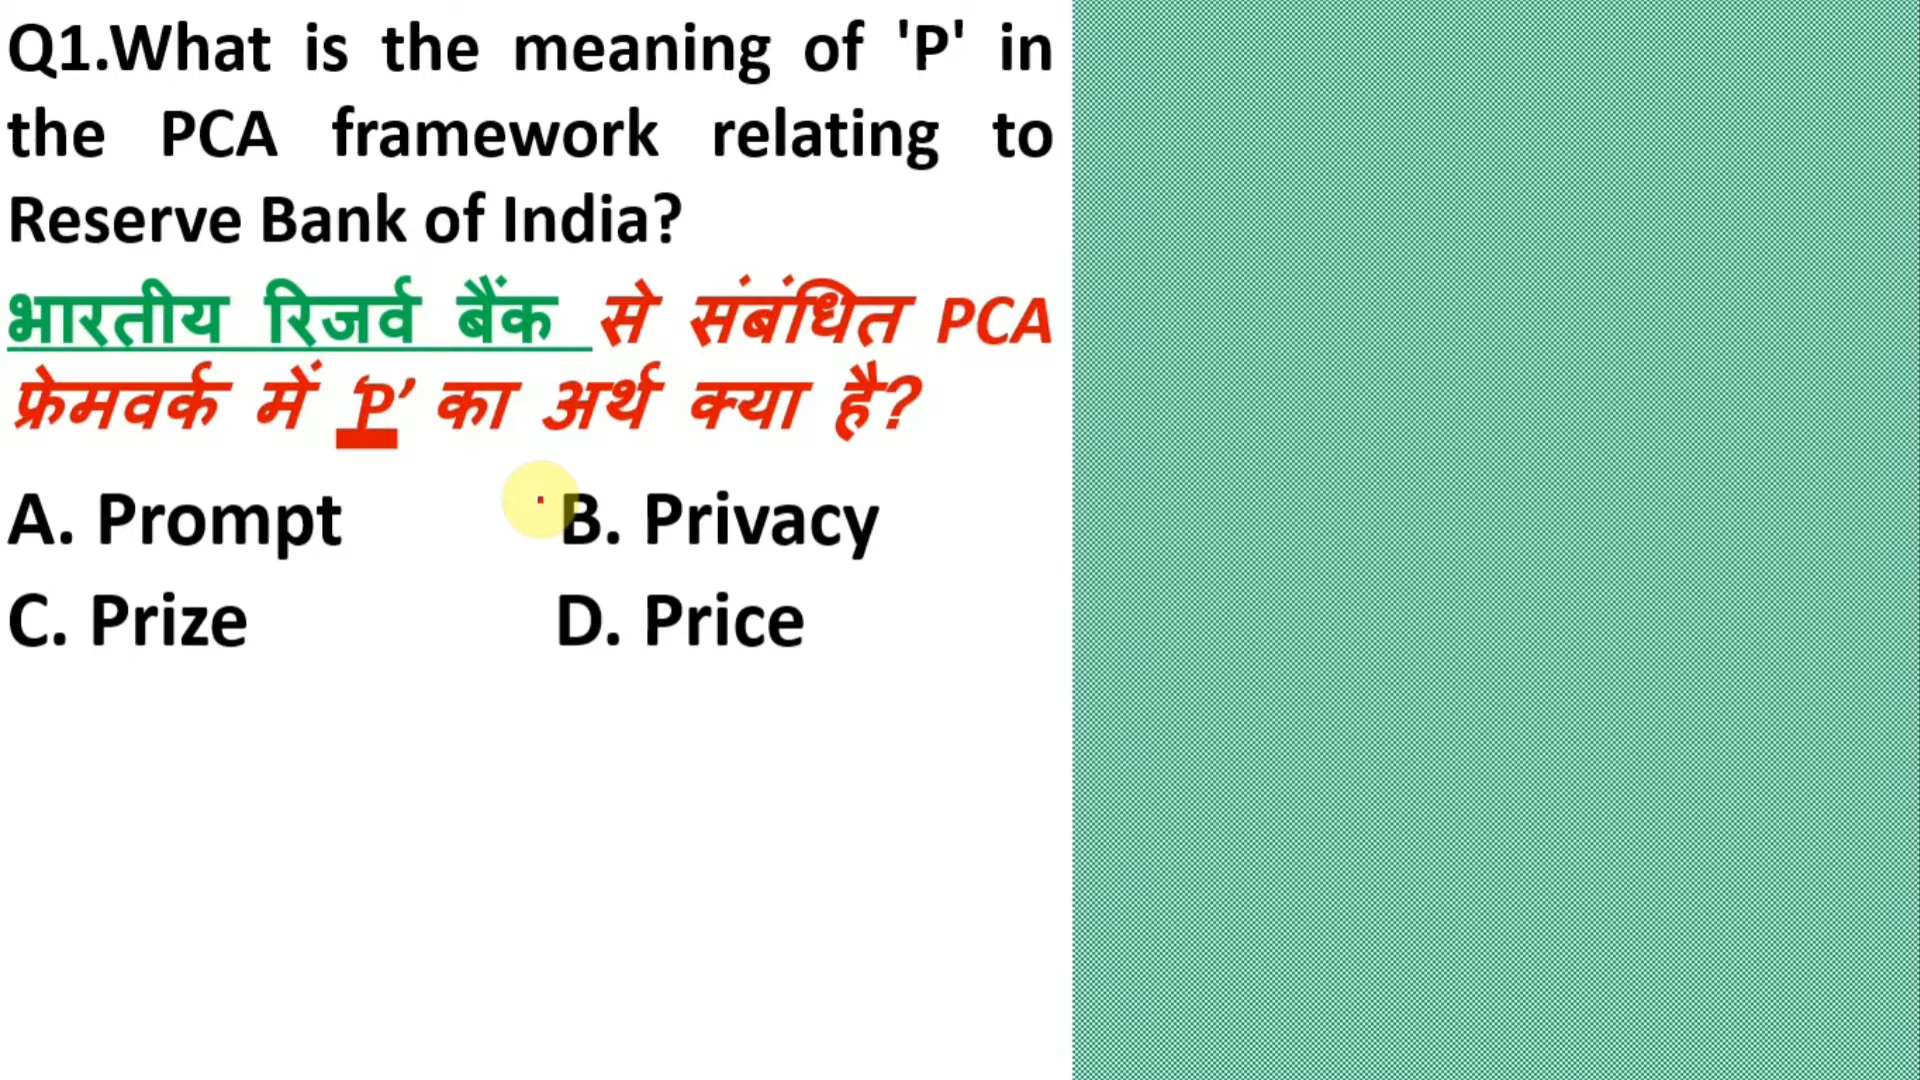 Q1.What is the meaning of 'P' in
the PCA framework relating to
Reserve Bank of India?
भारतीय रिजर्व बैंक से संबंधित PCA
फ्रेमवर्क में ‘P’ का अर्थ क्या है?
A. Prompt B. Privacy
C. Prize D. Price